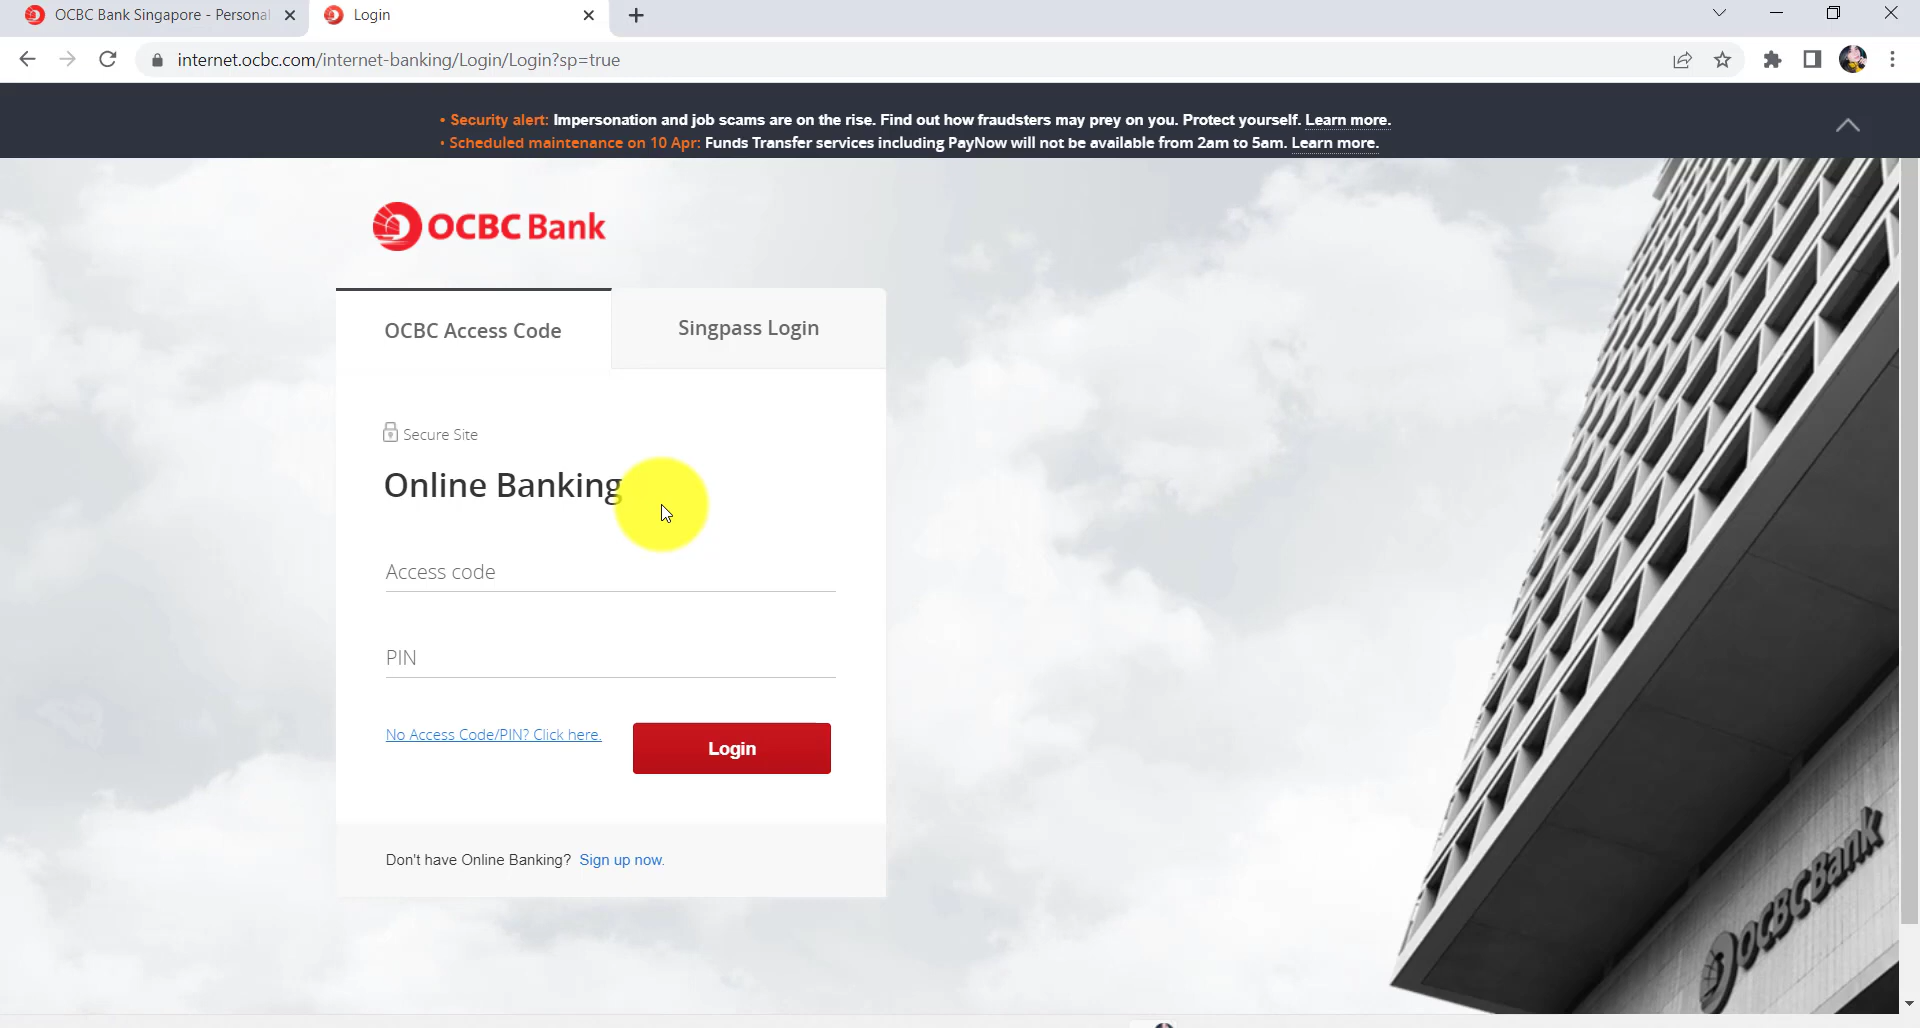 OCBC Bank Singapore - Personal
Login
internet.ocbc.com/internet-banking/Login/Login?sp=true
• Security alert: Impersonation and job scams are on the rise. Find out how fraudsters may prey on you. Protect yourself. Learn more.
• Scheduled maintenance on 10 Apr: Funds Transfer services including PayNow will not be available from 2am to 5am. Learn more.
OCBC Bank
OCBC Access Code
Singpass Login
Secure Site
Online Banking
Access code
PIN
No Access Code/PIN? Click here.
Login
Don't have Online Banking? Sign up now.
OCBC Bank